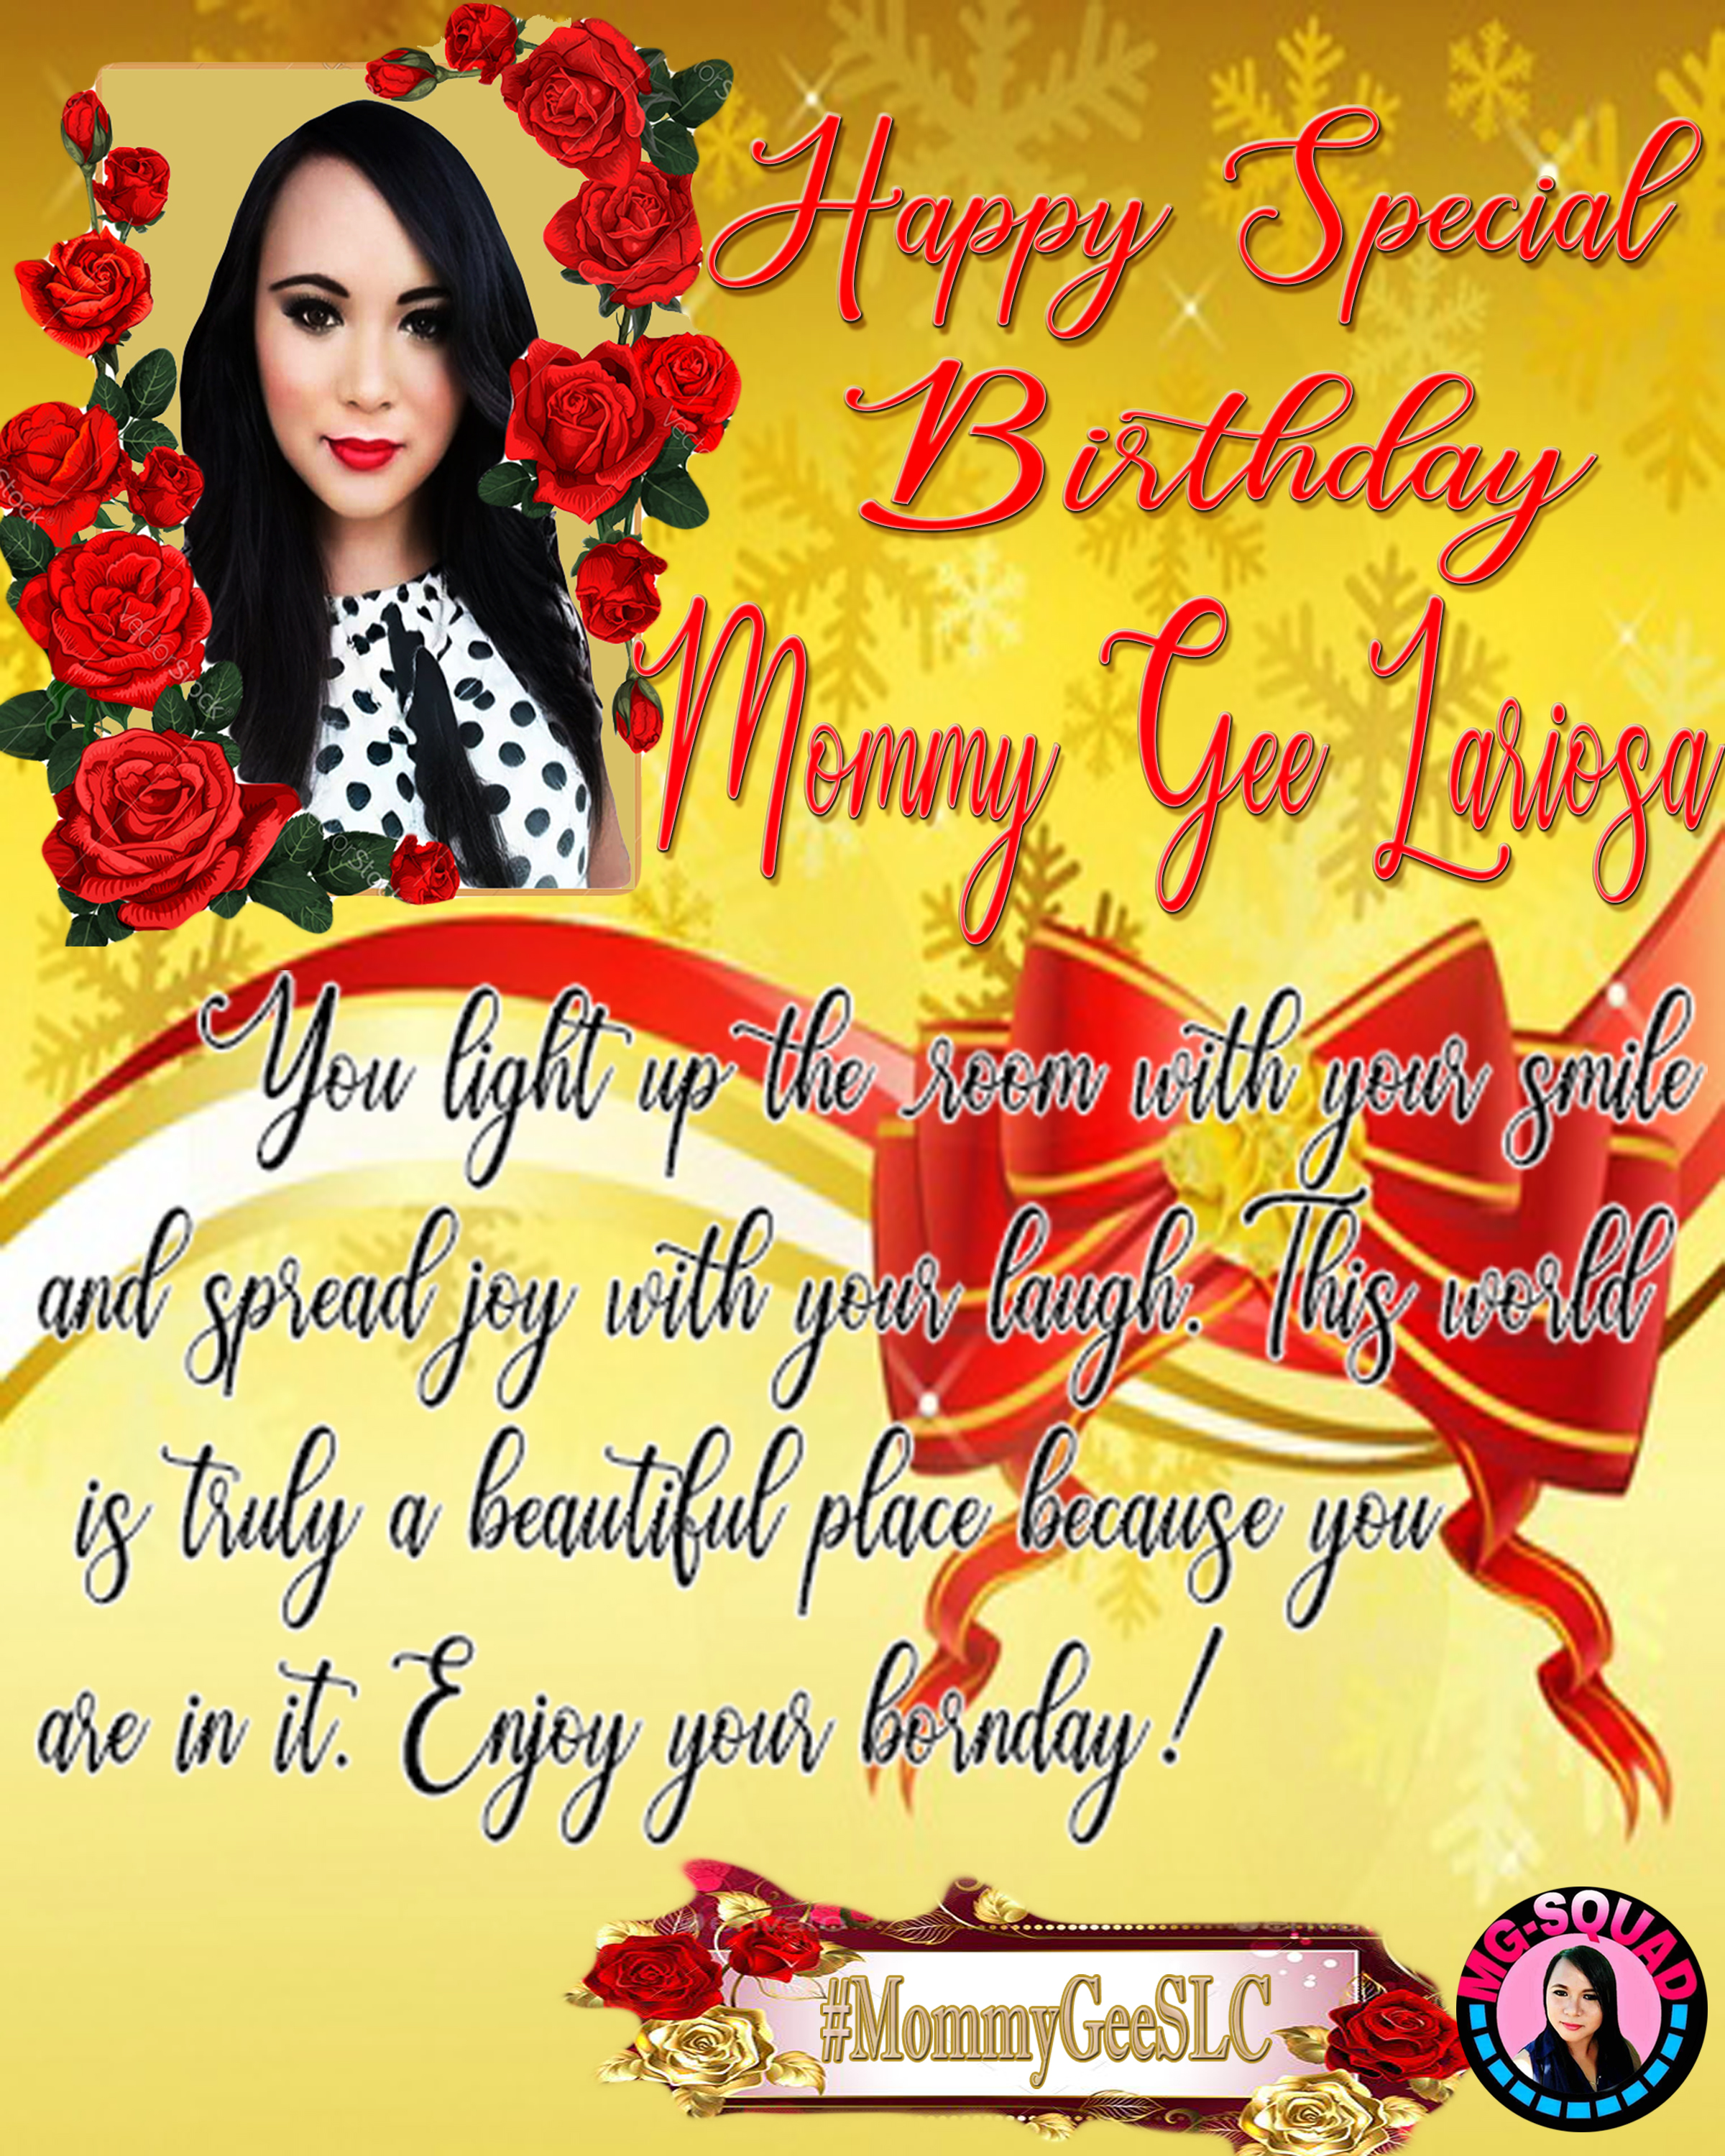 Happy Special
Birthday
Mommy Gee Lariosa
You light up the room with your smile
and spread joy with your laugh. This world
is truly a beautiful place because you
are in it. Enjoy your bornday!
#MommyGeeSLC
MG-SQUAD
VectorStock